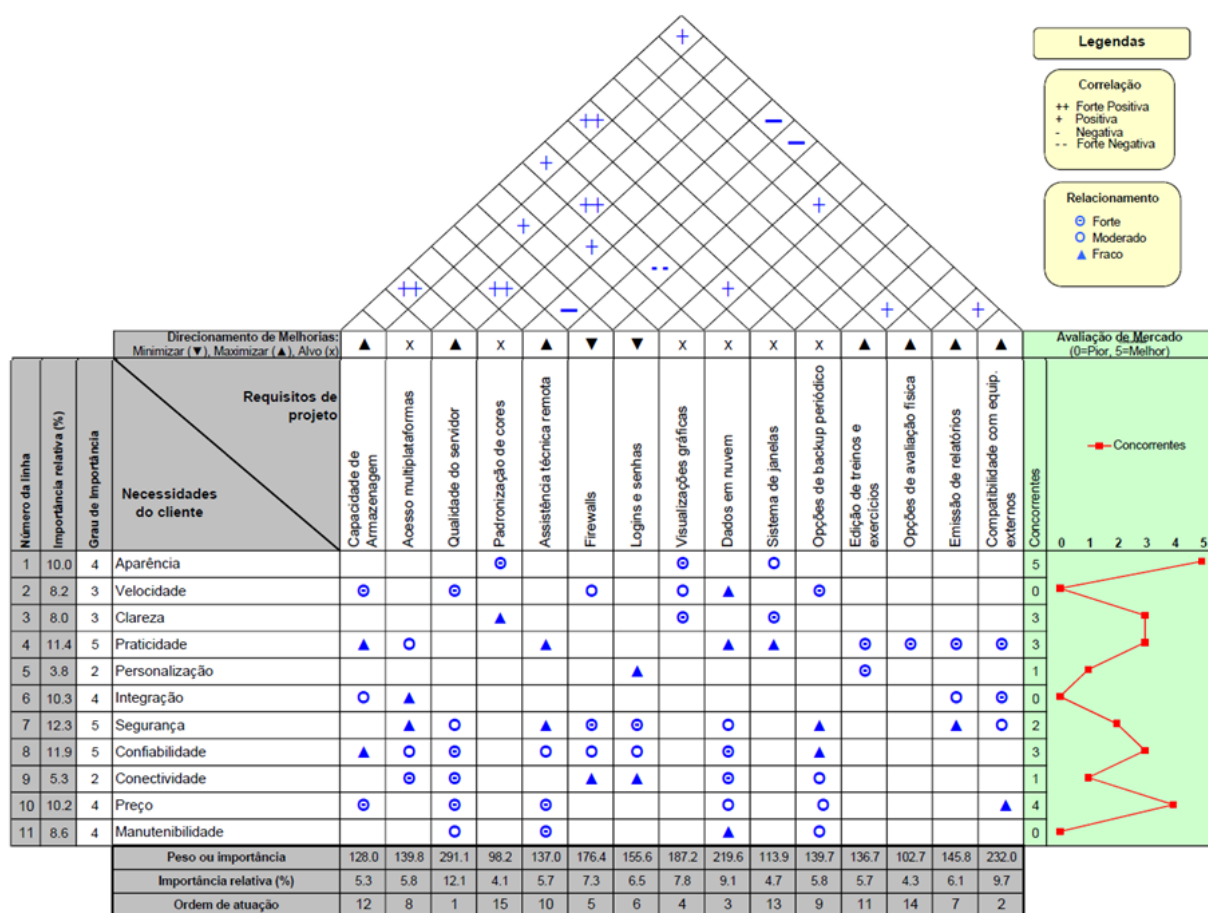 Legendas
Correlação
++ Forte Positiva
+ Positiva
- Negativa
-- Forte Negativa
Relacionamento
Forte
Moderado
▲ Fraco
+
++
+
++
+
+
++
++
--
+
+
+
+
Direcionamento de Melhorias:
Minimizar (▼), Maximizar (▲), Alvo (x)
▲ x ▲ x ▲ ▼ ▼ x x x x ▲ ▲ ▲ ▲
Avaliação de Mercado
(0=Pior, 5=Melhor)
Número da linha
Importância relativa (%)
Grau de Importância
Requisitos de
projeto
Necessidades
do cliente
Capacidade de
Armazenagem
Acesso multiplataformas
Qualidade do servidor
Padronização de cores
Assistência técnica remota
Firewalls
Logins e senhas
Visualizações gráficas
Dados em nuvem
Sistema de janelas
Opções de backup periódico
Edição de treinos e
exercícios
Opções de avaliação física
Emissão de relatórios
Compatibilidade com equip.
externos
Concorrentes
Concorrentes
0 1 2 3 4 5
1 10.0 4 Aparência 5
2 8.2 3 Velocidade 0
3 8.0 3 Clareza 3
4 11.4 5 Praticidade 3
5 3.8 2 Personalização 1
6 10.3 4 Integração 0
7 12.3 5 Segurança 2
8 11.9 5 Confiabilidade 3
9 5.3 2 Conectividade 1
10 10.2 4 Preço 4
11 8.6 4 Manutenibilidade 0
Peso ou importância 128.0 139.8 291.1 98.2 137.0 176.4 155.6 187.2 219.6 113.9 139.7 136.7 102.7 145.8 232.0
Importância relativa (%) 5.3 5.8 12.1 4.1 5.7 7.3 6.5 7.8 9.1 4.7 5.8 5.7 4.3 6.1 9.7
Ordem de atuação 12 8 1 15 10 5 6 4 3 13 9 11 14 7 2